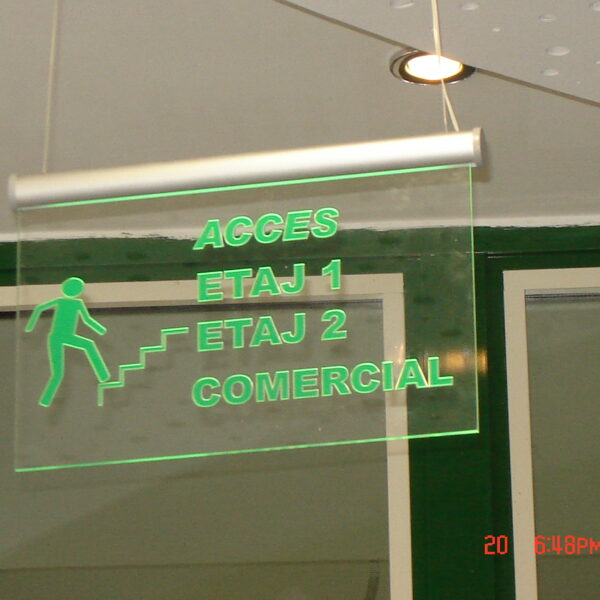 ACCES
ETAJ 1
ETAJ 2
COMERCIAL
20 6:48PM